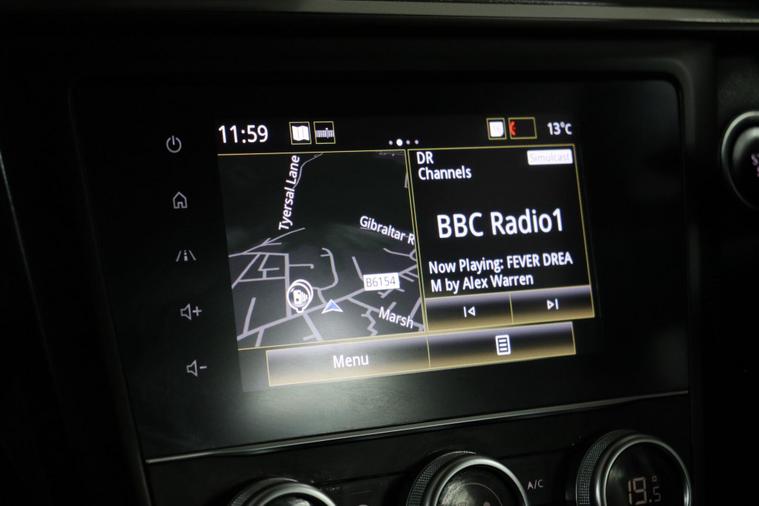 11:59
13°C
Tyersal Lane
Gibraltar R
B6154
Marsh
DR
Simulcast
Channels
BBC Radio1
Now Playing: FEVER DREA
M by Alex Warren
Menu
A/C
19.5°